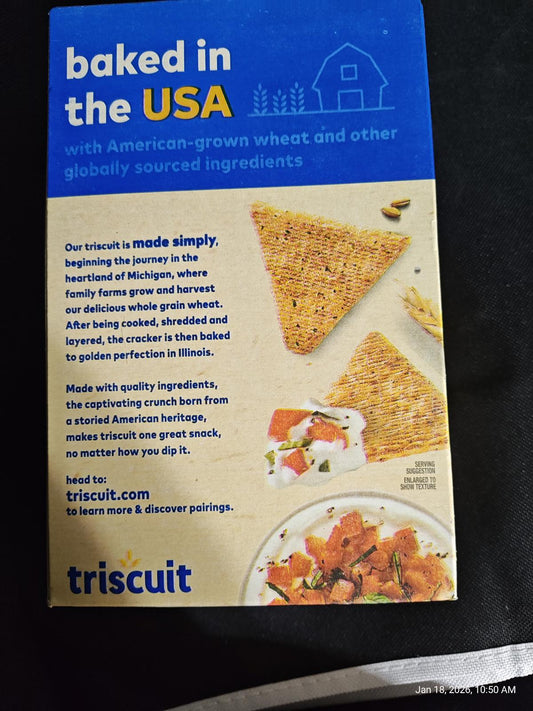 baked in
the USA
with American-grown wheat and other
globally sourced ingredients
Our triscuit is made simply,
beginning the journey in the
heartland of Michigan, where
family farms grow and harvest
our delicious whole grain wheat.
After being cooked, shredded and
layered, the cracker is then baked
to golden perfection in Illinois.
Made with quality ingredients,
the captivating crunch born from
a storied American heritage,
makes triscuit one great snack,
no matter how you dip it.
head to:
triscuit.com
to learn more & discover pairings.
SERVING
SUGGESTION
ENLARGED TO
SHOW TEXTURE
triscuit
Jan 18, 2026, 10:50 AM